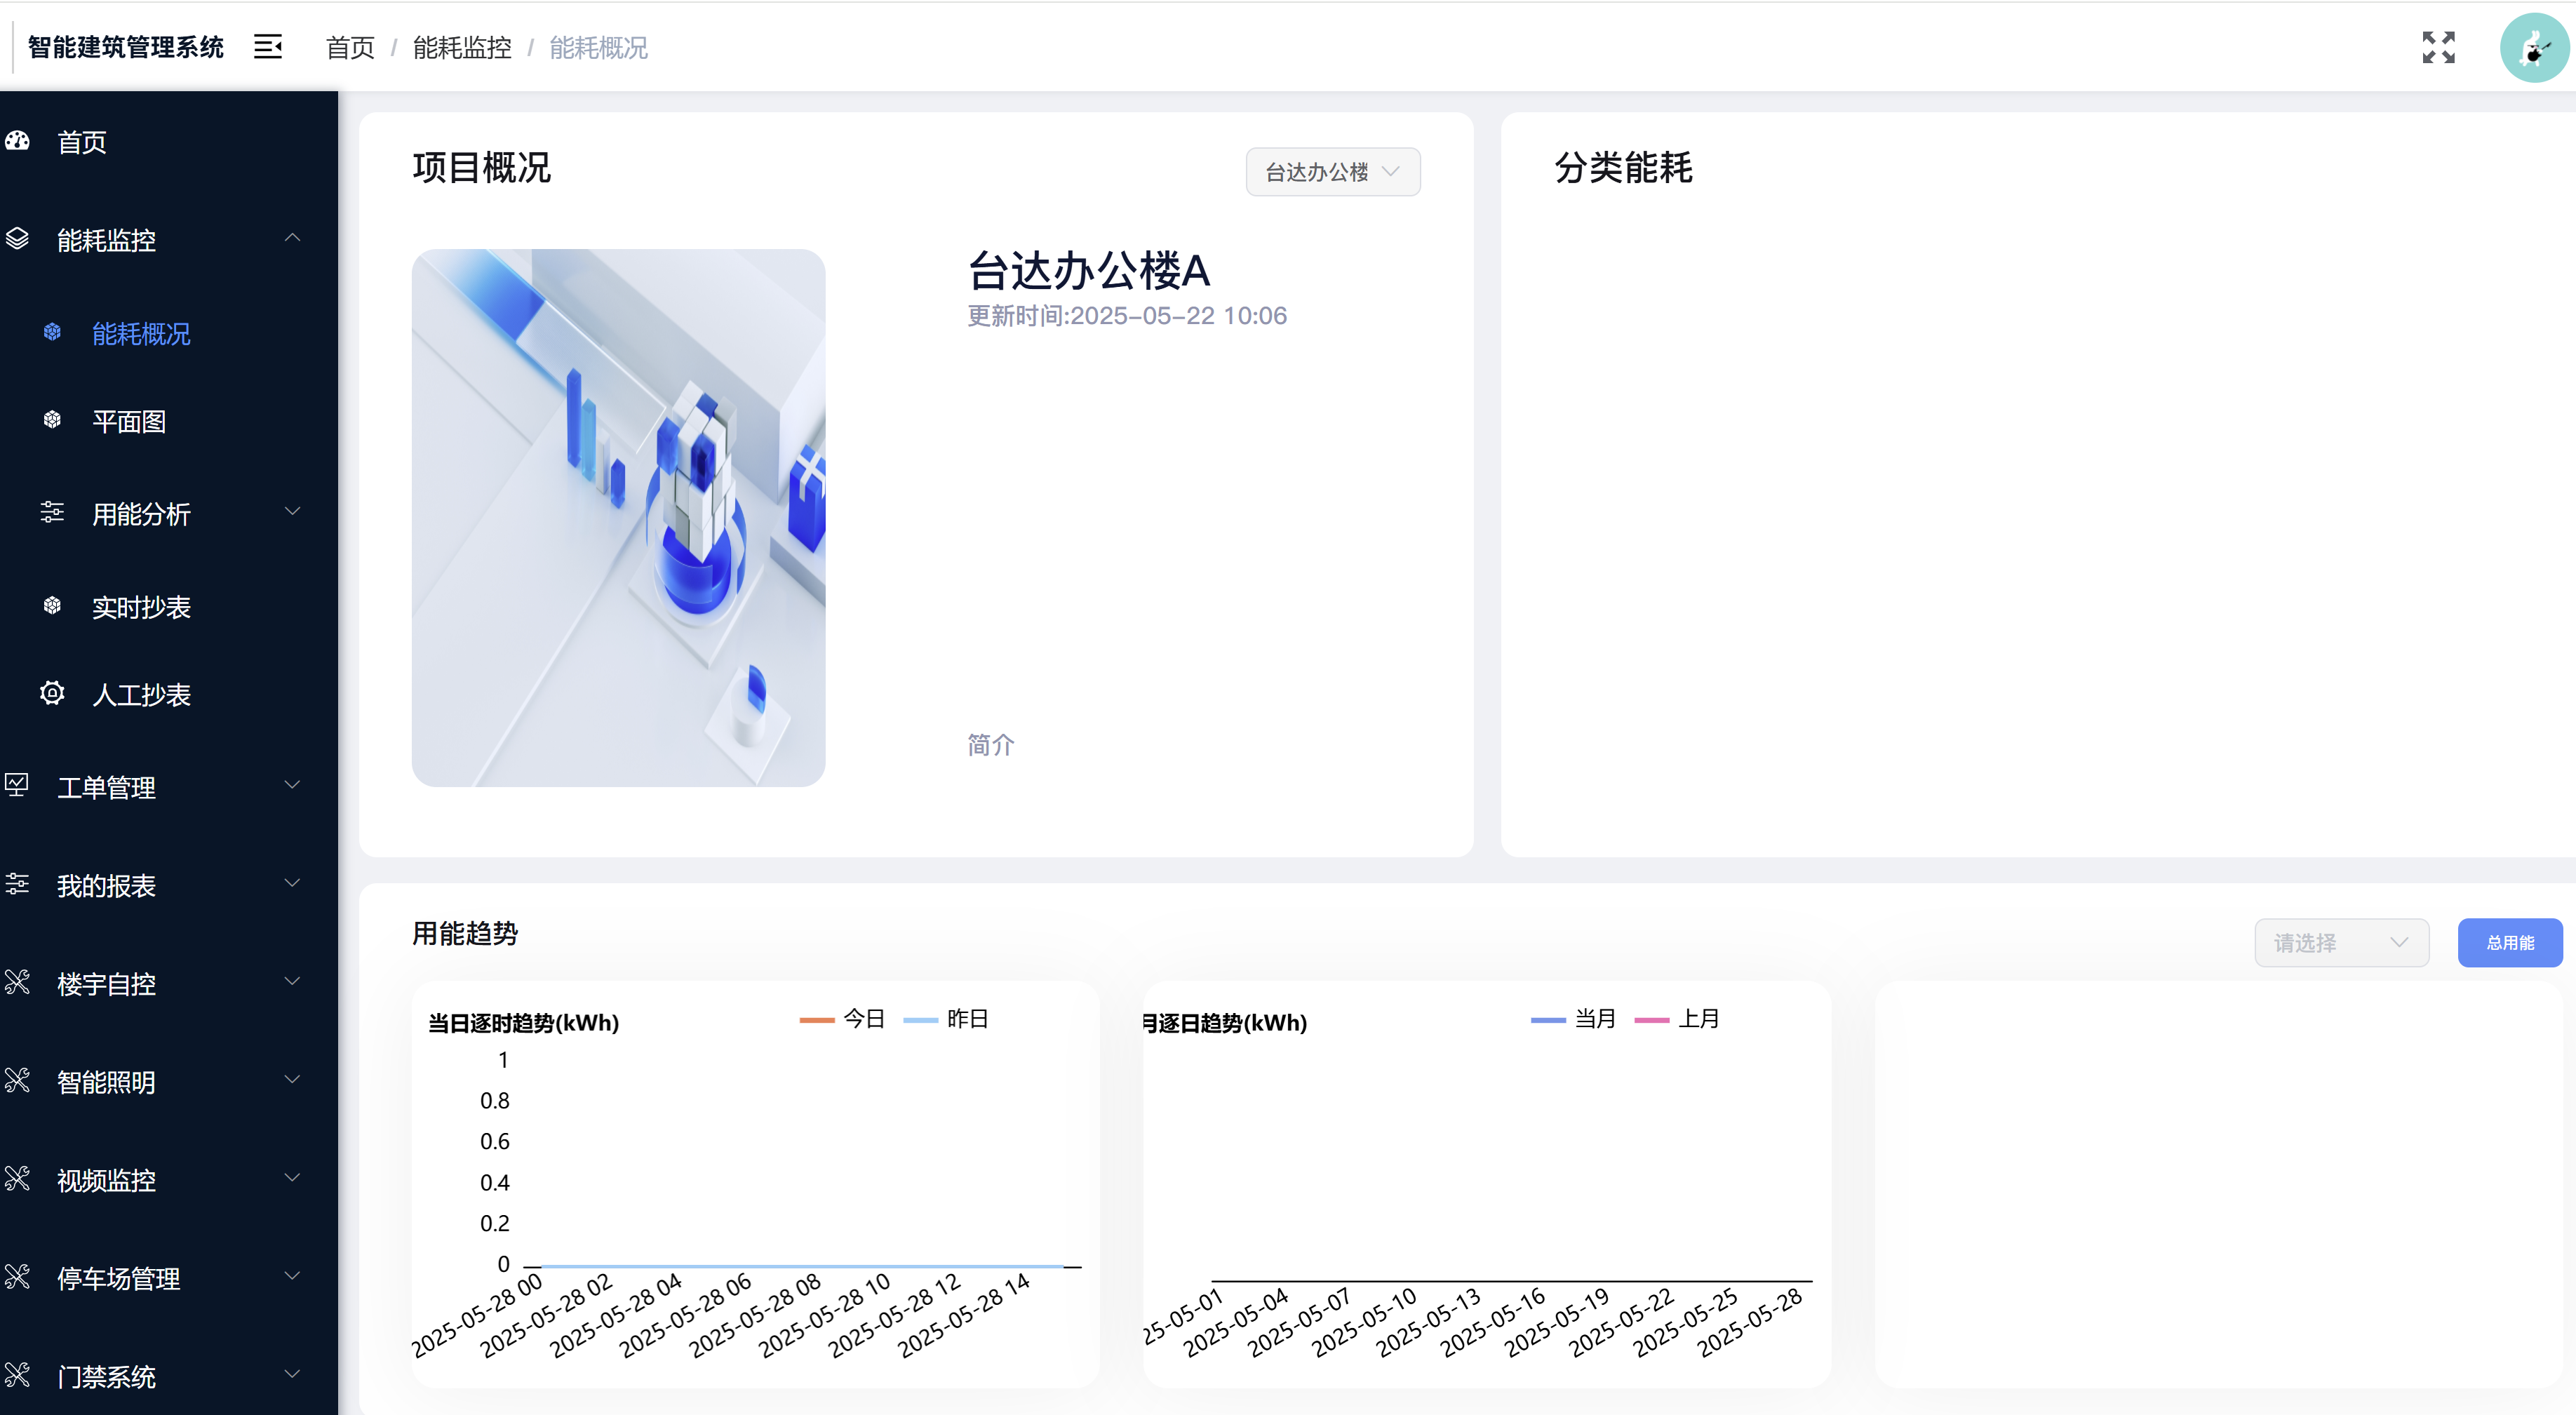 智能建筑管理系统
首页 / 能耗监控 / 能耗概况
首页
能耗监控
能耗概况
平面图
用能分析
实时抄表
人工抄表
工单管理
我的报表
楼宇自控
智能照明
视频监控
停车场管理
门禁系统
项目概况
台达办公楼
台达办公楼A
更新时间:2025-05-22 10:06
简介
分类能耗
用能趋势
请选择
总用能
当日逐时趋势(kWh)
今日 昨日
1
0.8
0.6
0.4
0.2
0
2025-05-28 00
2025-05-28 02
2025-05-28 04
2025-05-28 06
2025-05-28 08
2025-05-28 10
2025-05-28 12
2025-05-28 14
月逐日趋势(kWh)
当月 上月
25-05-01
2025-05-04
2025-05-07
2025-05-10
2025-05-13
2025-05-16
2025-05-19
2025-05-22
2025-05-25
2025-05-28